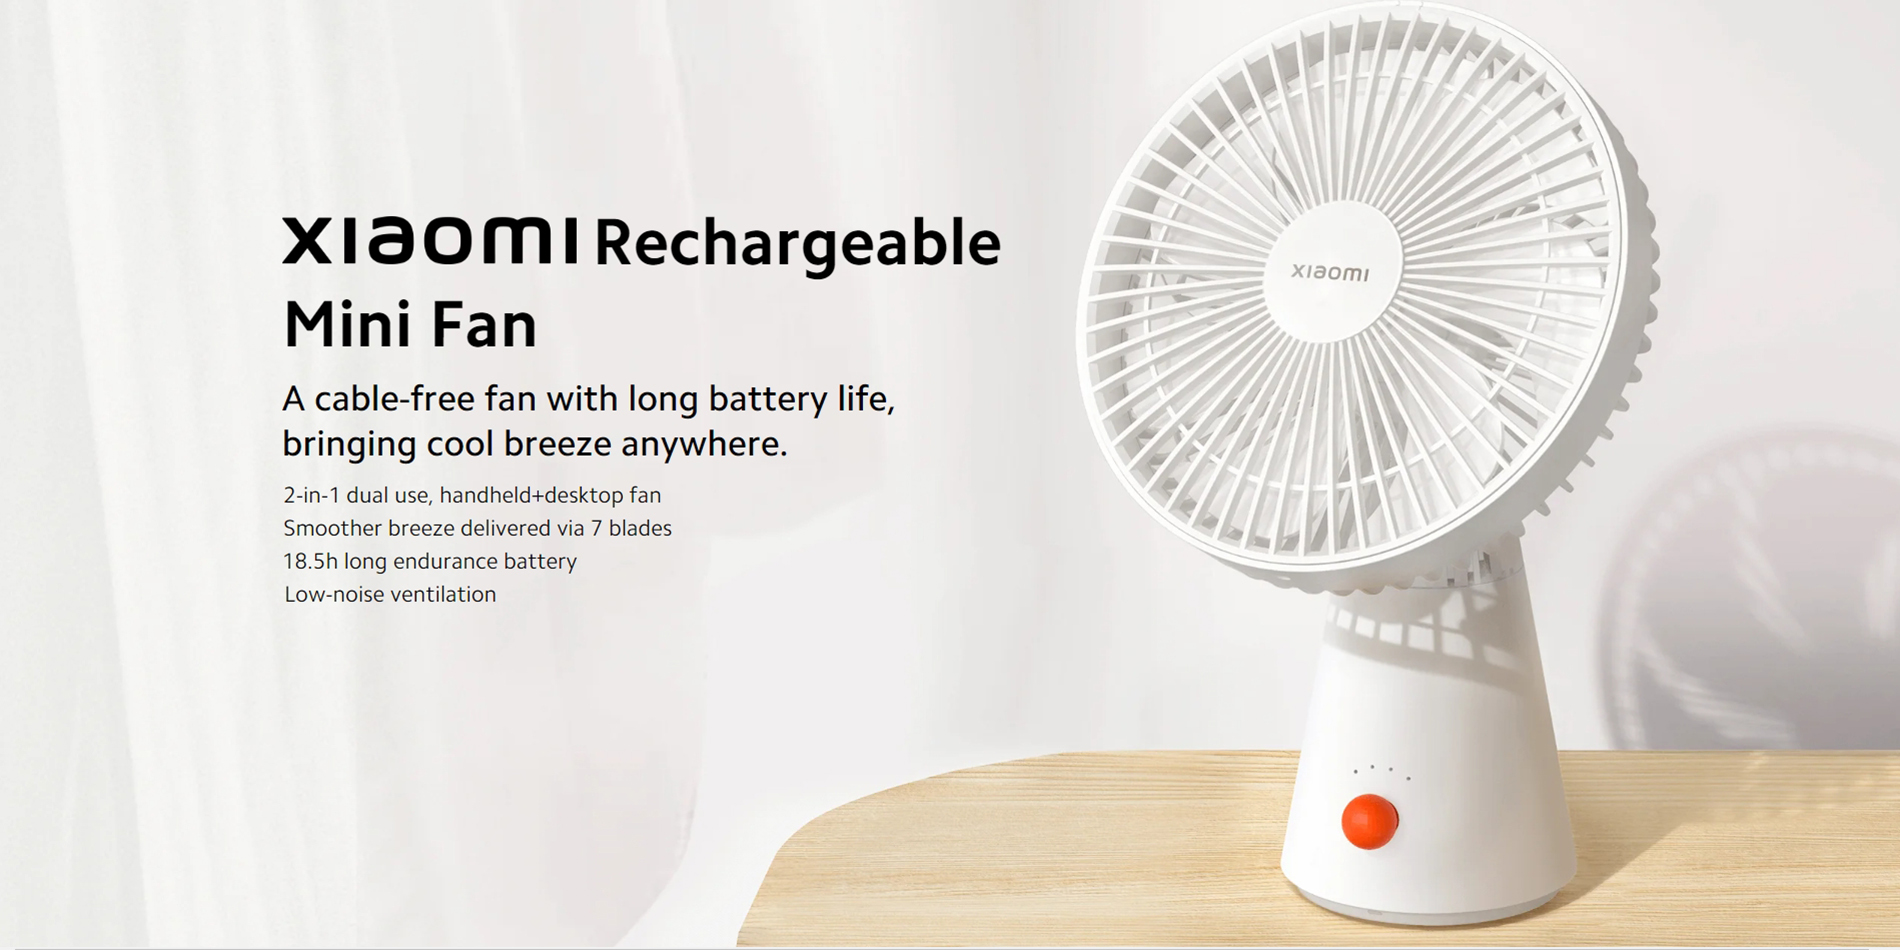 xiaomi Rechargeable
Mini Fan
A cable-free fan with long battery life,
bringing cool breeze anywhere.
2-in-1 dual use, handheld+desktop fan
Smoother breeze delivered via 7 blades
18.5h long endurance battery
Low-noise ventilation
xiaomi